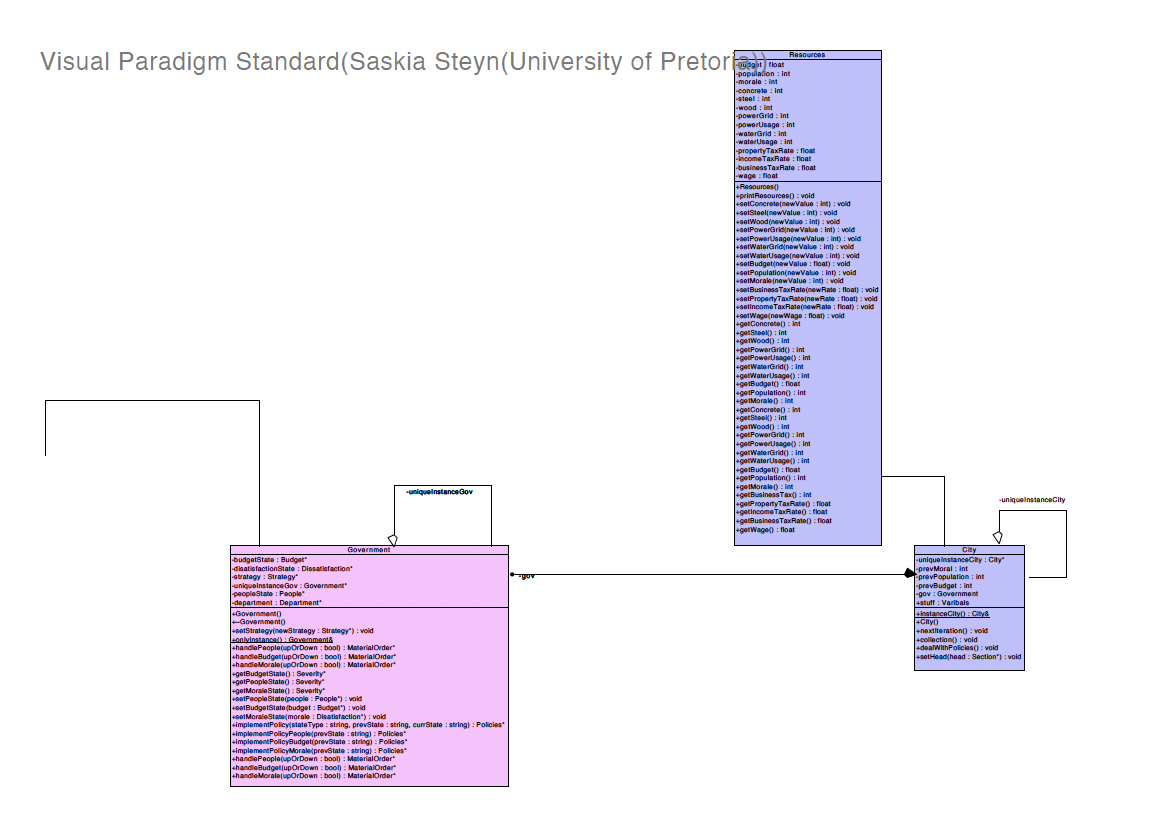 Visual Paradigm Standard(Saskia Steyn(University of Pretoria))
Resources
-budget : float
-population : int
-morale : int
-concrete : int
-steel : int
-wood : int
-powerGrid : int
-powerUsage : int
-waterGrid : int
-waterUsage : int
-propertyTaxRate : float
-incomeTaxRate : float
-businessTaxRate : float
-wage : float
+Resources()
+printResources() : void
+setConcrete(newValue : int) : void
+setSteel(newValue : int) : void
+setWood(newValue : int) : void
+setPowerGrid(newValue : int) : void
+setPowerUsage(newValue : int) : void
+setWaterGrid(newValue : int) : void
+setWaterUsage(newValue : int) : void
+setBudget(newValue : float) : void
+setPopulation(newValue : int) : void
+setMorale(newValue : int) : void
+setBusinessTaxRate(newRate : float) : void
+setPropertyTaxRate(newRate : float) : void
+setIncomeTaxRate(newRate : float) : void
+setWage(newWage : float) : void
+getConcrete() : int
+getSteel() : int
+getWood() : int
+getPowerGrid() : int
+getPowerUsage() : int
+getWaterGrid() : int
+getWaterUsage() : int
+getBudget() : float
+getPopulation() : int
+getMorale() : int
+getConcrete() : int
+getSteel() : int
+getWood() : int
+getPowerGrid() : int
+getPowerUsage() : int
+getWaterGrid() : int
+getWaterUsage() : int
+getBudget() : float
+getPopulation() : int
+getMorale() : int
+getBusinessTax() : int
+getPropertyTaxRate() : float
+getIncomeTaxRate() : float
+getBusinessTaxRate() : float
+getWage() : float
-uniqueInstanceGov
-uniqueInstanceCity
Government
-budgetState : Budget*
-disatisfactionState : Dissatisfaction*
-strategy : Strategy*
-uniqueInstanceGov : Government*
-peopleState : People*
-department : Department*
+Government()
+~Government()
+setStrategy(newStrategy : Strategy*) : void
+onlyInstance() : Government&
+handlePeople(upOrDown : bool) : MaterialOrder*
+handleBudget(upOrDown : bool) : MaterialOrder*
+handleMorale(upOrDown : bool) : MaterialOrder*
+getBudgetState() : Severity*
+getPeopleState() : Severity*
+getMoraleState() : Severity*
+setPeopleState(people : People*) : void
+setBudgetState(budget : Budget*) : void
+setMoraleState(morale : Disatisfaction*) : void
+implementPolicy(stateType : string, prevState : string, currState : string) : Policies*
+implementPolicyPeople(prevState : string) : Policies*
+implementPolicyBudget(prevState : string) : Policies*
+implementPolicyMorale(prevState : string) : Policies*
+handlePeople(upOrDown : bool) : MaterialOrder*
+handleBudget(upOrDown : bool) : MaterialOrder*
+handleMorale(upOrDown : bool) : MaterialOrder*
-gov
City
-uniqueInstanceCity : City*
-prevMoral : int
-prevPopulation : int
-prevBudget : int
-gov : Government
+stuff : Varibals
+instanceCity() : City&
+City()
+nextIteration() : void
+collection() : void
+dealWithPolicies() : void
+setHead(head : Section*) : void